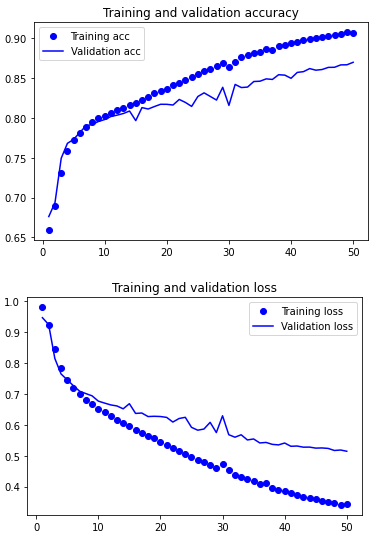 Training and validation accuracy
Training acc
Validation acc
0.90
0.85
0.80
0.75
0.70
0.65
0 10 20 30 40 50
Training and validation loss
Training loss
Validation loss
1.0
0.9
0.8
0.7
0.6
0.5
0.4
0 10 20 30 40 50